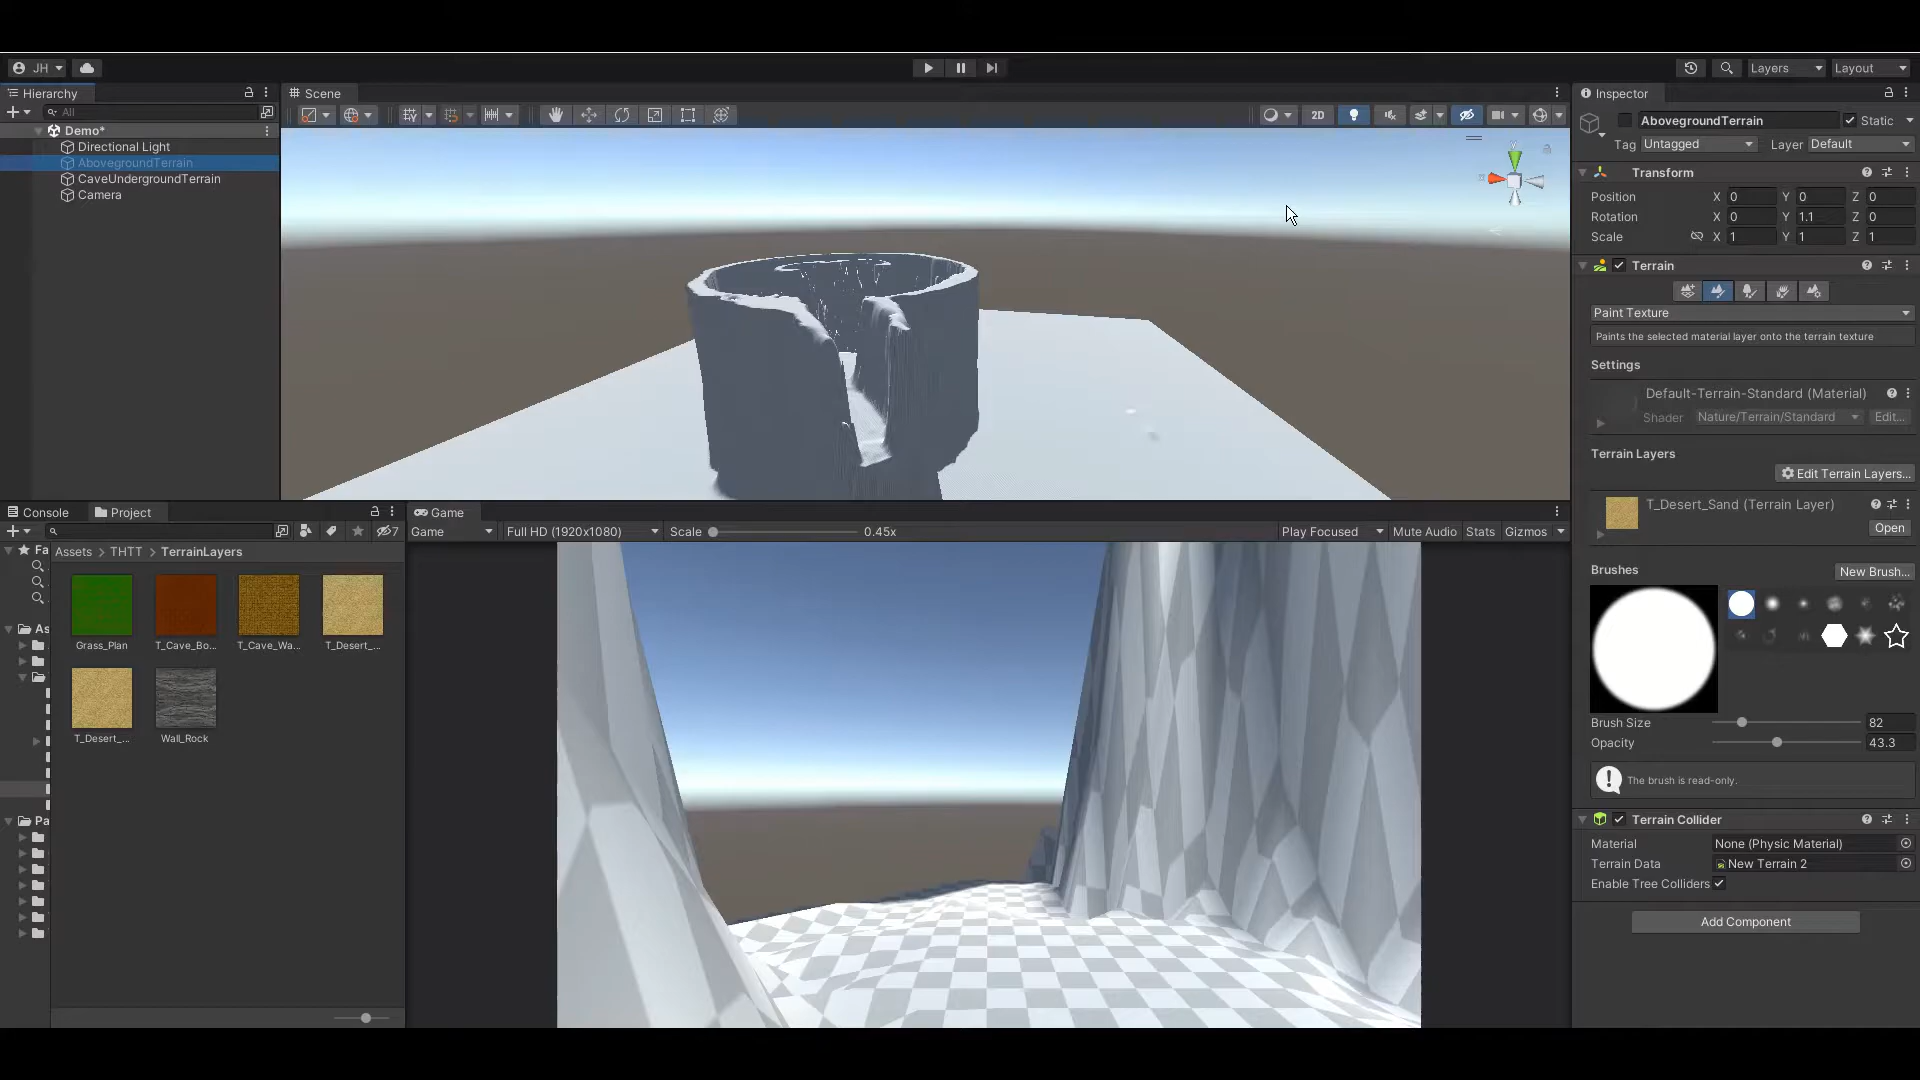 JH
Layers
Layout
Hierarchy
All
Demo*
Directional Light
AbovegroundTerrain
CaveUndergroundTerrain
Camera
Scene
2D
y
Inspector
AbovegroundTerrain
Static
Tag Untagged
Layer Default
Transform
Position X 0 Y 0 Z 0
Rotation X 0 Y 1.1 Z 0
Scale X 1 Y 1 Z 1
Terrain
Paint Texture
Paints the selected material layer onto the terrain texture
Settings
Default-Terrain-Standard (Material)
Shader Nature/Terrain/Standard Edit...
Terrain Layers
Edit Terrain Layers...
T_Desert_Sand (Terrain Layer)
Open
Brushes
New Brush...
Brush Size 82
Opacity 43.3
The brush is read-only.
Terrain Collider
Material None (Physic Material)
Terrain Data New Terrain 2
Enable Tree Colliders
Add Component
Console
Project
7
Fa
As
Pa
Assets > THTT > TerrainLayers
Grass_Plan
T_Cave_Bo...
T_Cave_Wa...
T_Desert_...
T_Desert_...
Wall_Rock
Game
Game
Full HD (1920x1080)
Scale 0.45x
Play Focused
Mute Audio
Stats
Gizmos